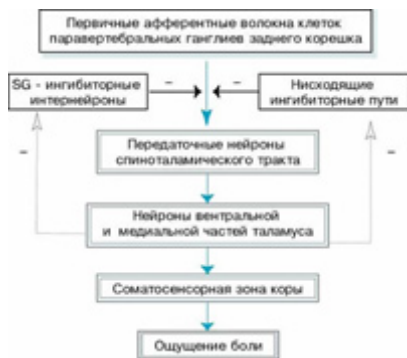 Первичные афферентные волокна клеток
паравертебральных ганглиев заднего корешка
–
–
SG - ингибиторные
интернейроны
Нисходящие
ингибиторные пути
Передаточные нейроны
спиноталамического тракта
–
–
Нейроны вентральной
и медиальной частей таламуса
Соматосенсорная зона коры
Ощущение боли